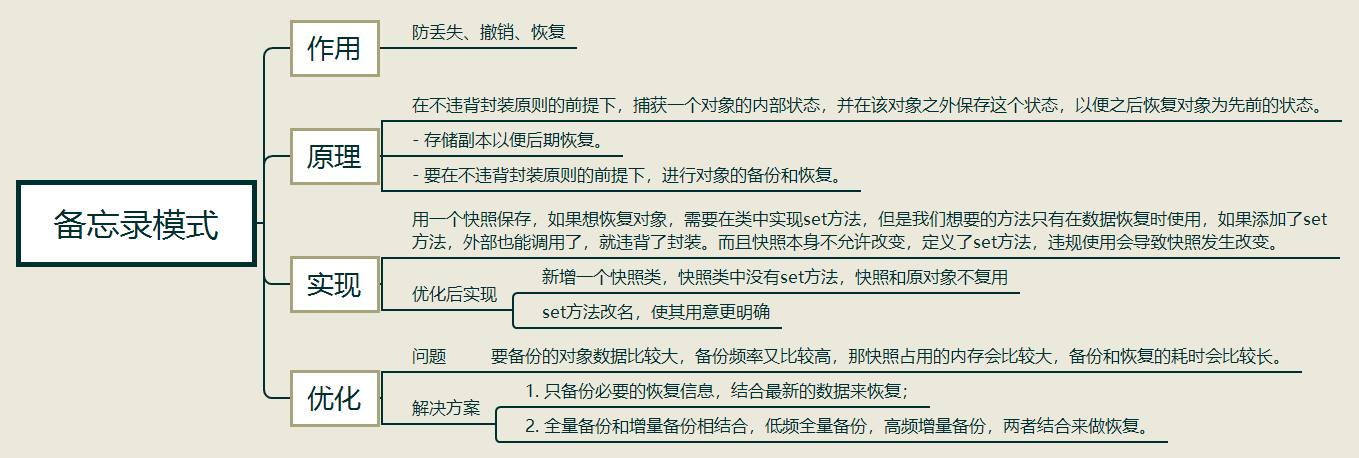 备忘录模式
作用
防丢失、撤销、恢复
原理
在不违背封装原则的前提下，捕获一个对象的内部状态，并在该对象之外保存这个状态，以便之后恢复对象为先前的状态。
- 存储副本以便后期恢复。
- 要在不违背封装原则的前提下，进行对象的备份和恢复。
实现
用一个快照保存，如果想恢复对象，需要在类中实现set方法，但是我们想要的方法只有在数据恢复时使用，如果添加了set
方法，外部也能调用了，就违背了封装。而且快照本身不允许改变，定义了set方法，违规使用会导致快照发生改变。
优化后实现
新增一个快照类，快照类中没有set方法，快照和原对象不复用
set方法改名，使其用意更明确
优化
问题 要备份的对象数据比较大，备份频率又比较高，那快照占用的内存会比较大，备份和恢复的耗时会比较长。
解决方案
1. 只备份必要的恢复信息，结合最新的数据来恢复；
2. 全量备份和增量备份相结合，低频全量备份，高频增量备份，两者结合来做恢复。